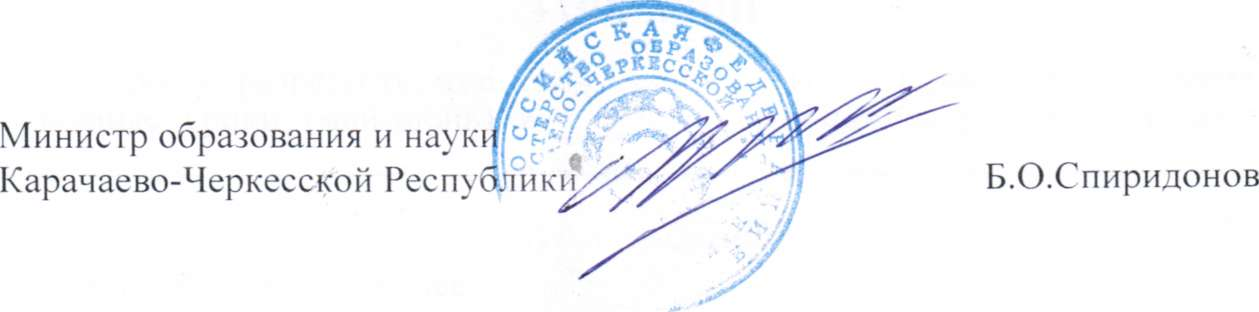 Министр образования и науки
Карачаево-Черкесской Республики
Б.О.Спиридонов